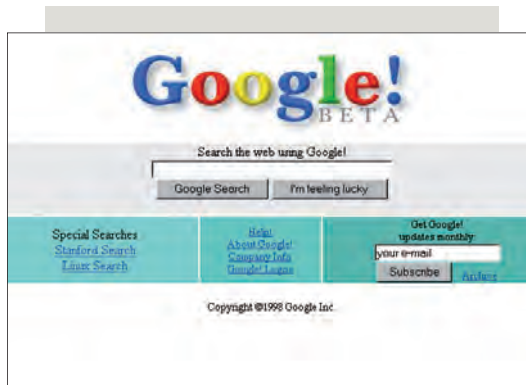 Google!
BETA
Search the web using Google!
Google Search
I'm feeling lucky
Special Searches
Stanford Search
Linux Search
Help!
About Google!
Company Info
Google! Logos
Get Google!
updates monthly
your e-mail
Subscribe
Archive
Copyright ©1998 Google Inc.